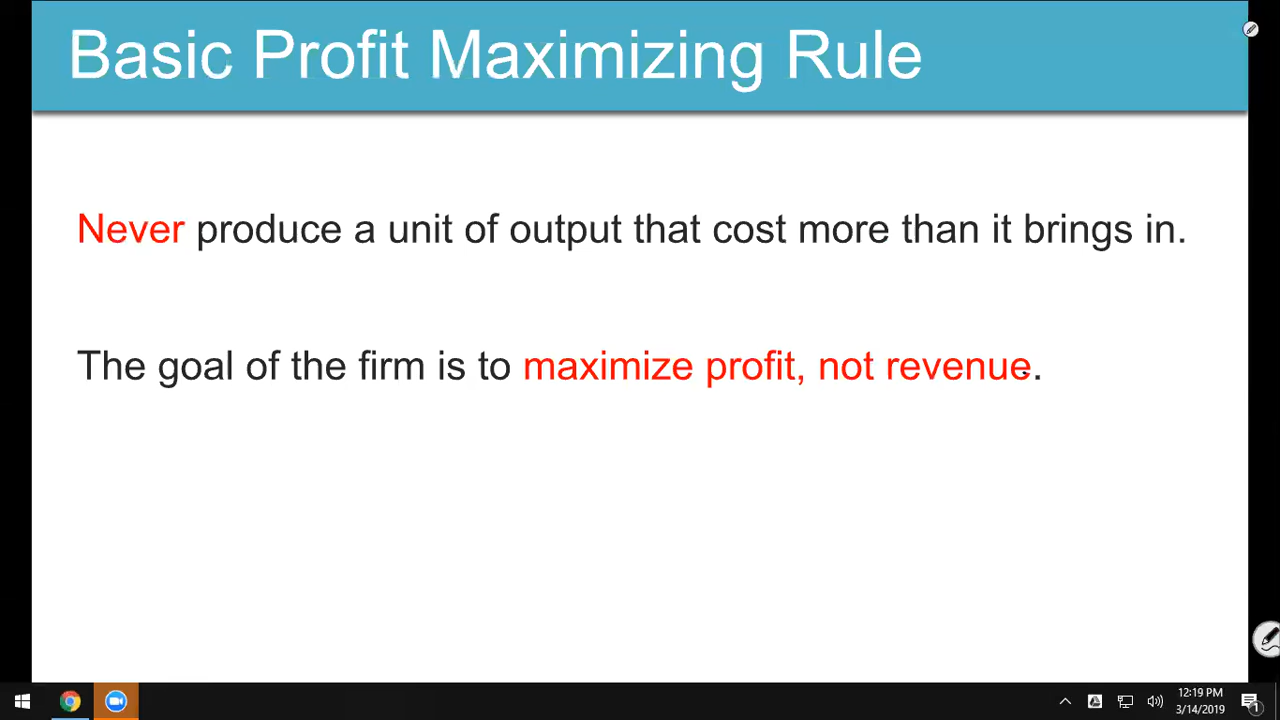 Basic Profit Maximizing Rule
Never produce a unit of output that cost more than it brings in.
The goal of the firm is to maximize profit, not revenue.
12:19 PM
3/14/2019
1